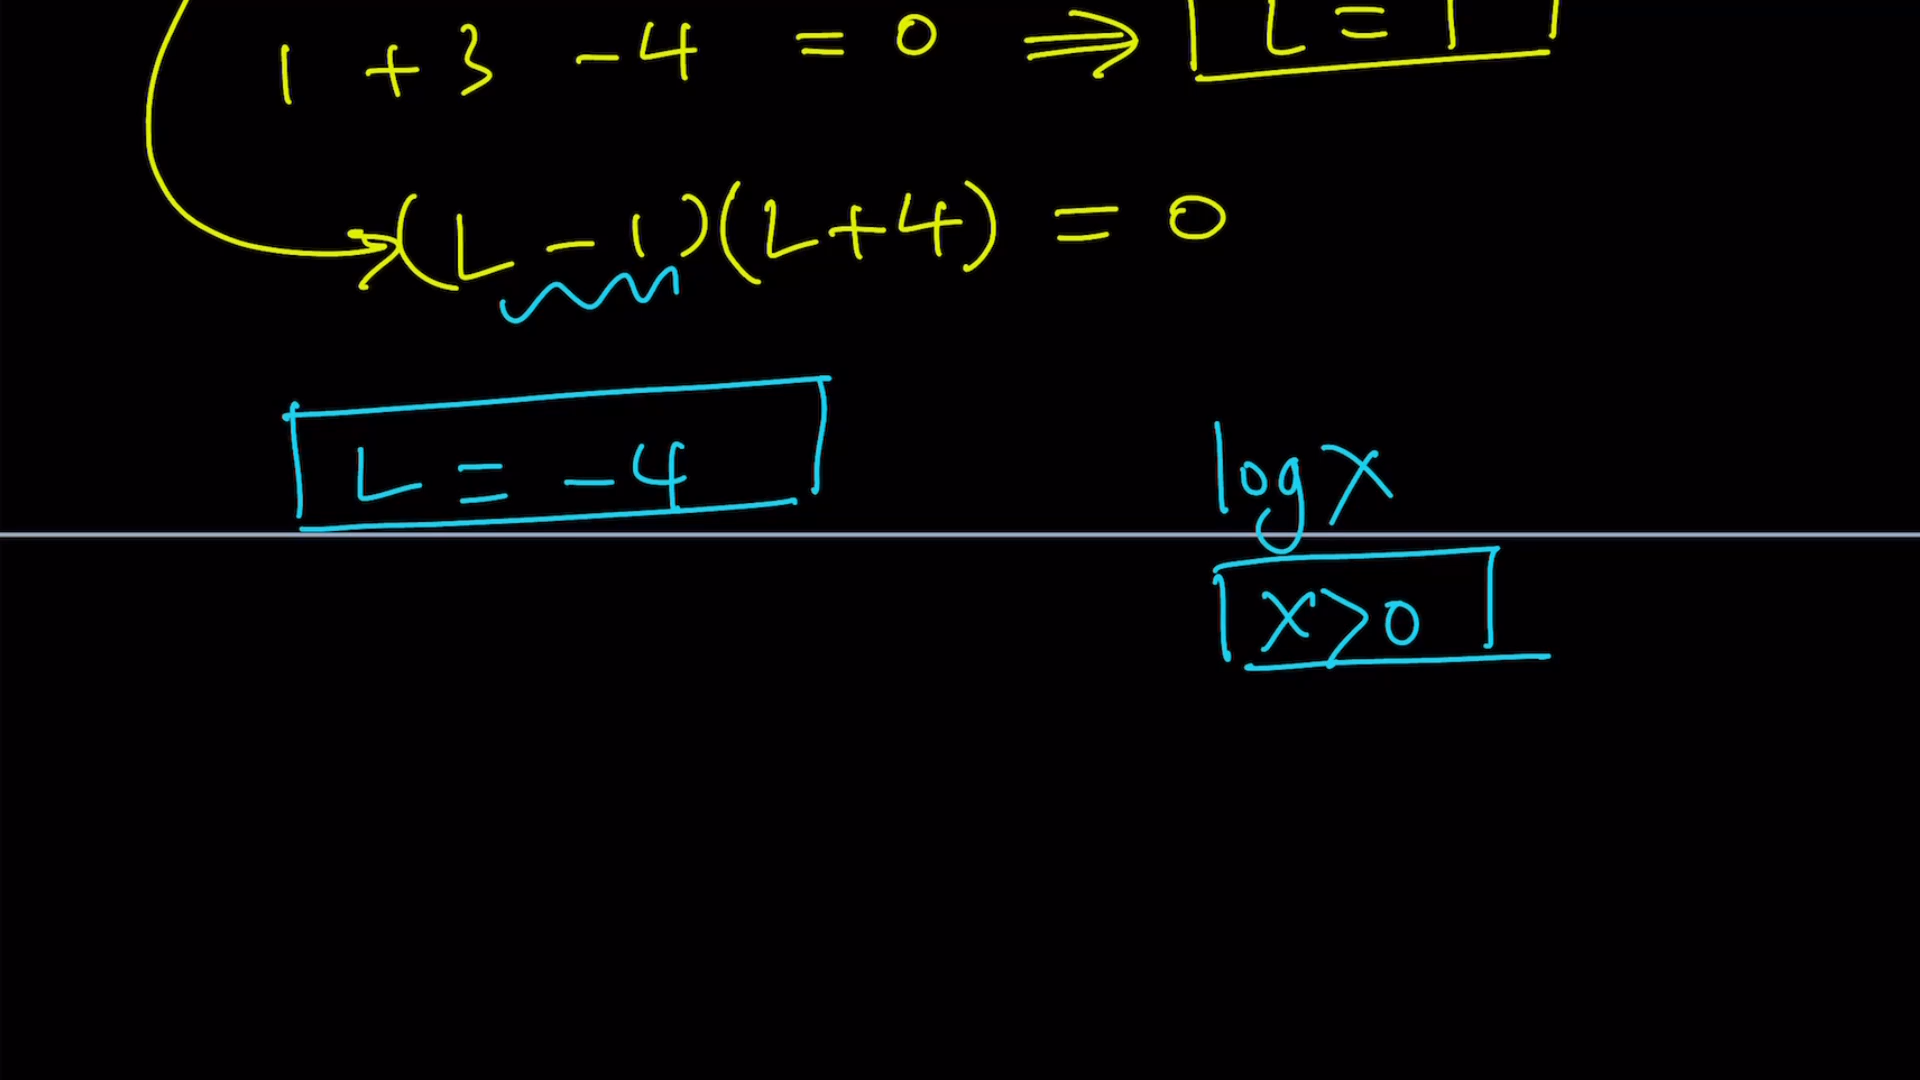 1 + 3 - 4 = 0 ⇒ L = 1
(L - 1)(L + 4) = 0
L = -4
log x
x > 0